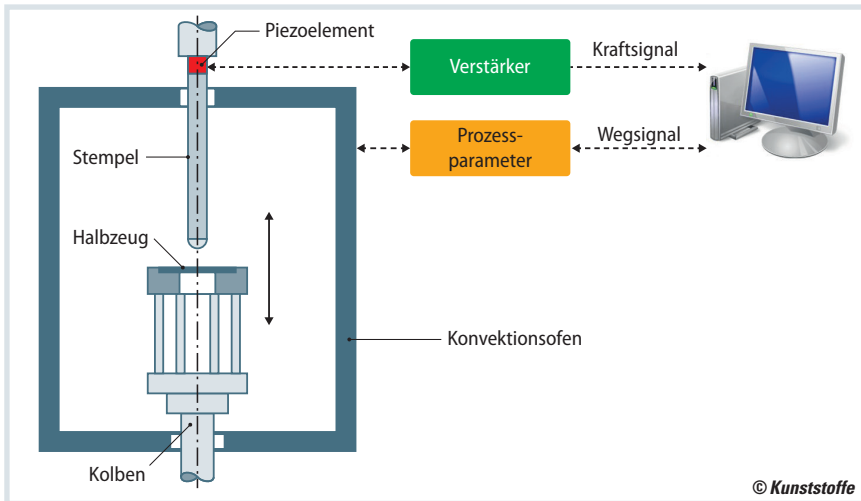 Piezoelement
Verstärker
Kraftsignal
Prozess-
parameter
Wegsignal
Stempel
Halbzeug
Konvektionsofen
Kolben
© Kunststoffe